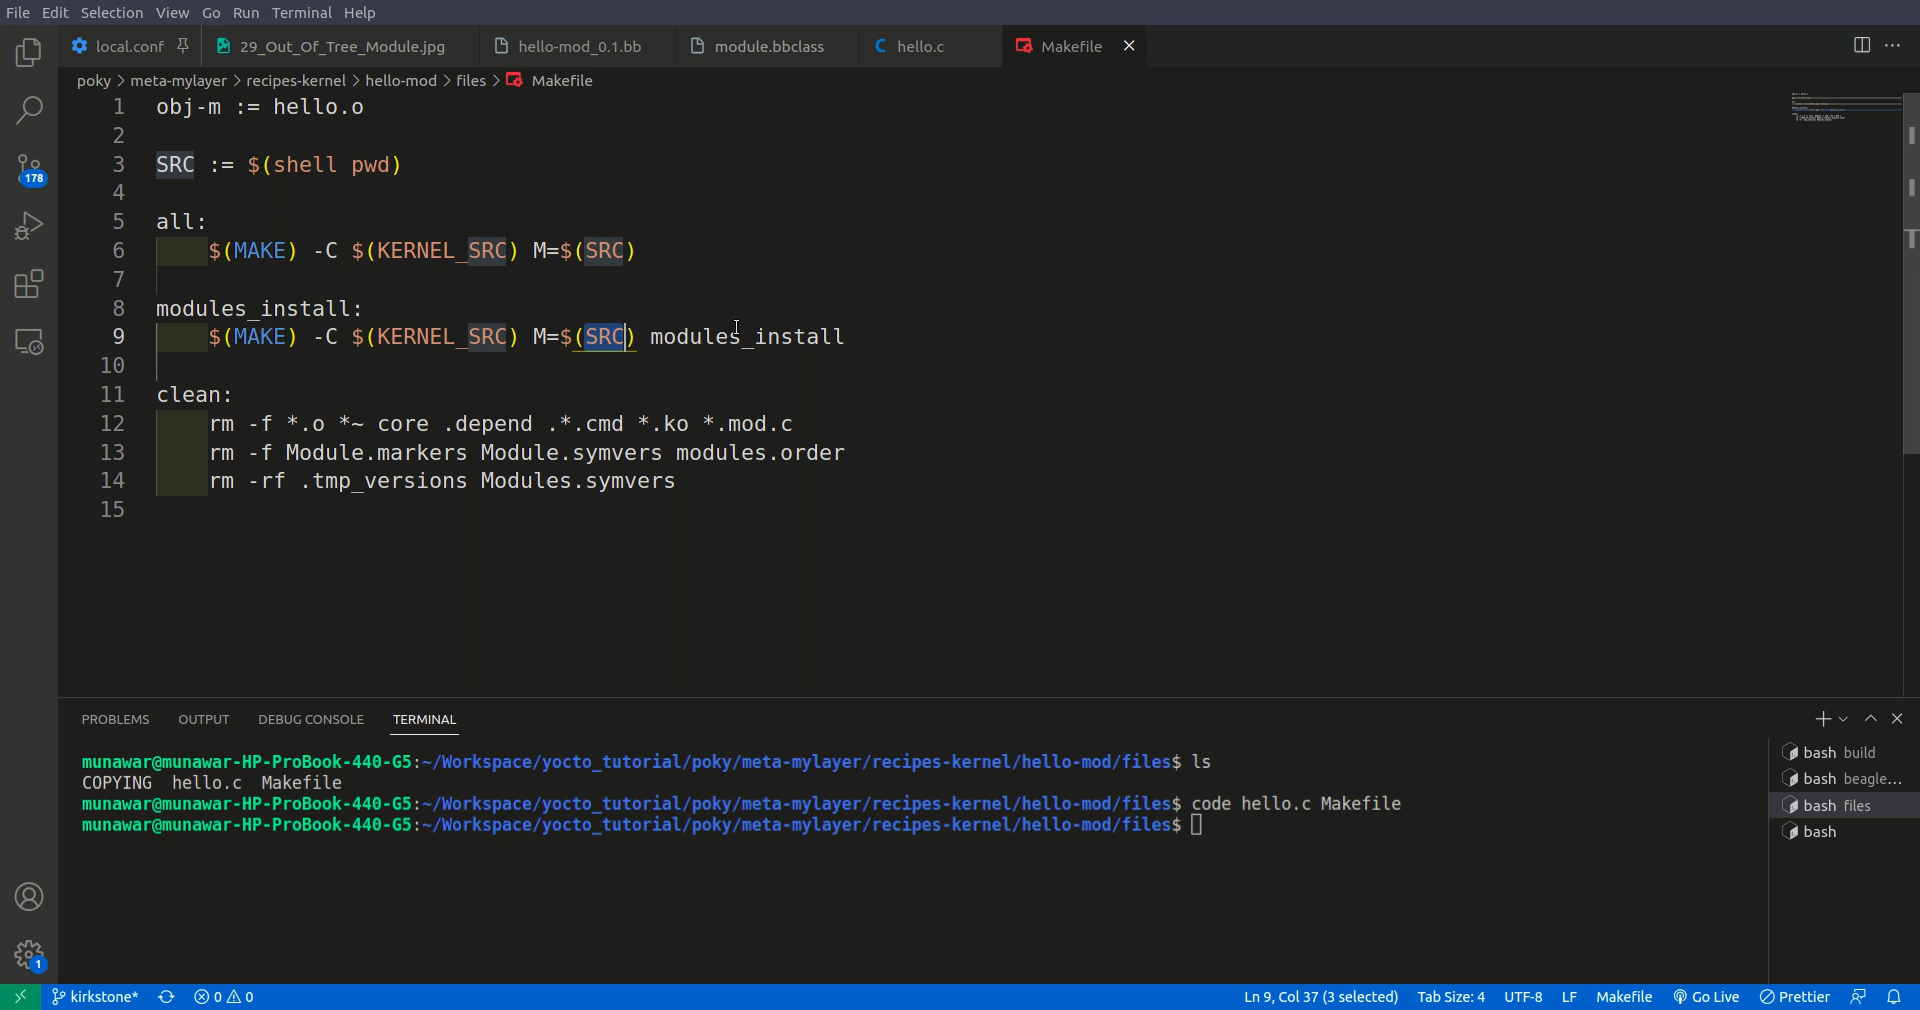 File Edit Selection View Go Run Terminal Help
local.conf 29_Out_Of_Tree_Module.jpg hello-mod_0.1.bb module.bbclass C hello.c Makefile
poky > meta-mylayer > recipes-kernel > hello-mod > files > Makefile
1 obj-m := hello.o
2
3 SRC := $(shell pwd)
4
5 all:
6 $(MAKE) -C $(KERNEL_SRC) M=$(SRC)
7
8 modules_install:
9 $(MAKE) -C $(KERNEL_SRC) M=$(SRC) modules_install
10
11 clean:
12 rm -f *.o *~ core .depend .*.cmd *.ko *.mod.c
13 rm -f Module.markers Module.symvers modules.order
14 rm -rf .tmp_versions Modules.symvers
15
178
PROBLEMS OUTPUT DEBUG CONSOLE TERMINAL
munawar@munawar-HP-ProBook-440-G5:~/Workspace/yocto_tutorial/poky/meta-mylayer/recipes-kernel/hello-mod/files$ ls
COPYING hello.c Makefile
munawar@munawar-HP-ProBook-440-G5:~/Workspace/yocto_tutorial/poky/meta-mylayer/recipes-kernel/hello-mod/files$ code hello.c Makefile
munawar@munawar-HP-ProBook-440-G5:~/Workspace/yocto_tutorial/poky/meta-mylayer/recipes-kernel/hello-mod/files$
bash build
bash beagle...
bash files
bash
1
kirkstone* 0 0 Ln 9, Col 37 (3 selected) Tab Size: 4 UTF-8 LF Makefile Go Live Prettier